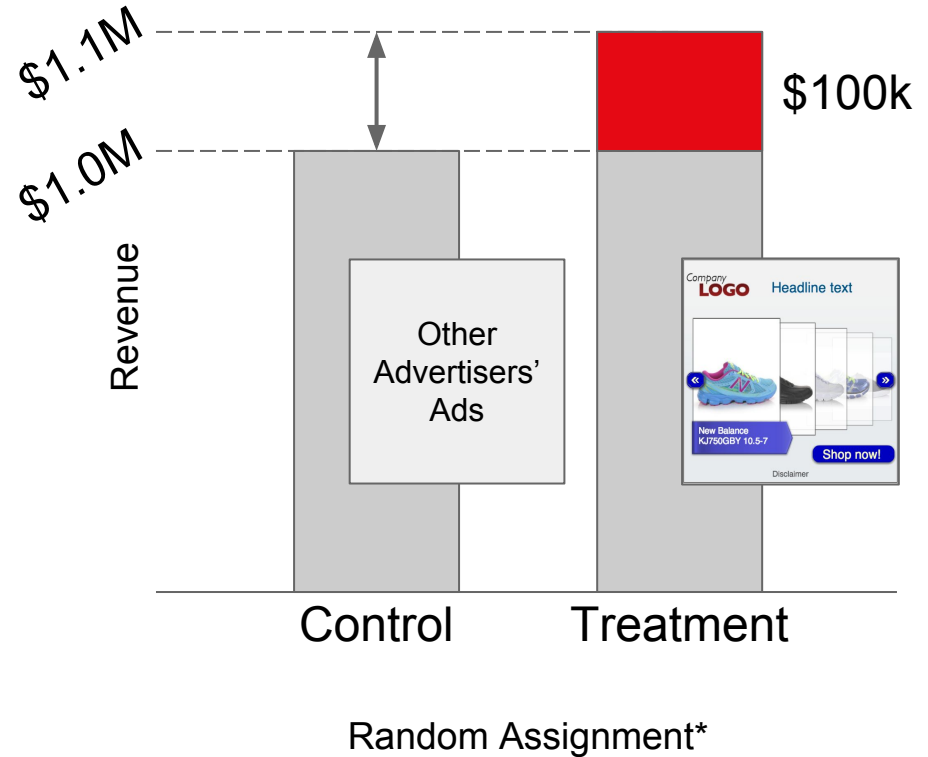 $1.1M
$100k
$1.0M
Revenue
Other
Advertisers’
Ads
Company
LOGO
Headline text
«
»
New Balance
KJ750GBY 10.5-7
Shop now!
Disclaimer
Control
Treatment
Random Assignment*